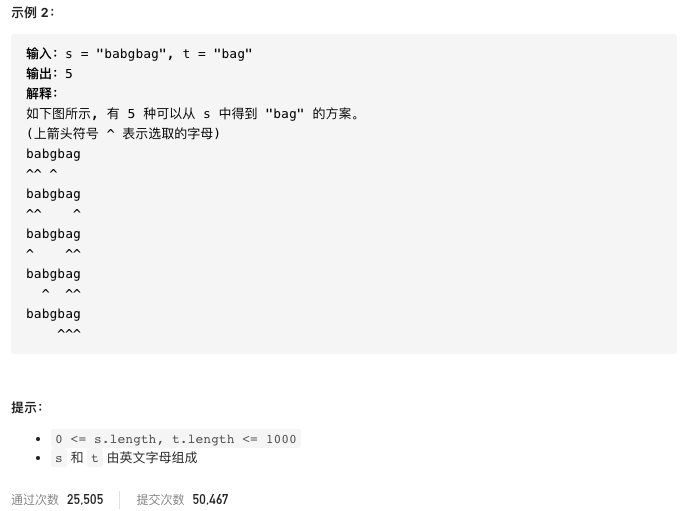 示例 2：
输入：s = "babgbag", t = "bag"
输出：5
解释：
如下图所示, 有 5 种可以从 s 中得到 "bag" 的方案。
(上箭头符号 ^ 表示选取的字母)
babgbag
^^ ^
babgbag
^^    ^
babgbag
^    ^^
babgbag
  ^  ^^
babgbag
    ^^^
提示：
• 0 <= s.length, t.length <= 1000
• s 和 t 由英文字母组成
通过次数 25,505 提交次数 50,467